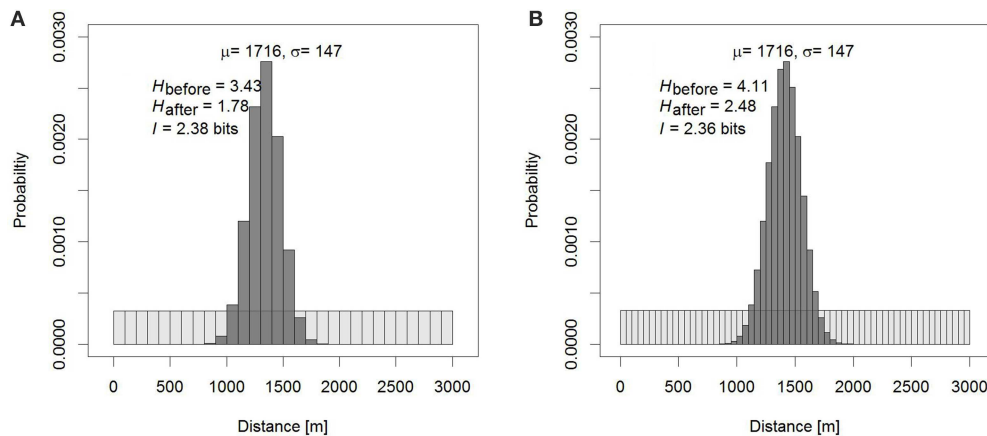 A
μ= 1716, σ= 147
Hbefore = 3.43
Hafter = 1.78
I = 2.38 bits
Probabiltiy
0.0030
0.0020
0.0010
0.0000
0 500 1000 1500 2000 2500 3000
Distance [m]
B
μ= 1716, σ= 147
Hbefore = 4.11
Hafter = 2.48
I = 2.36 bits
Probabiltiy
0.0030
0.0020
0.0010
0.0000
0 500 1000 1500 2000 2500 3000
Distance [m]